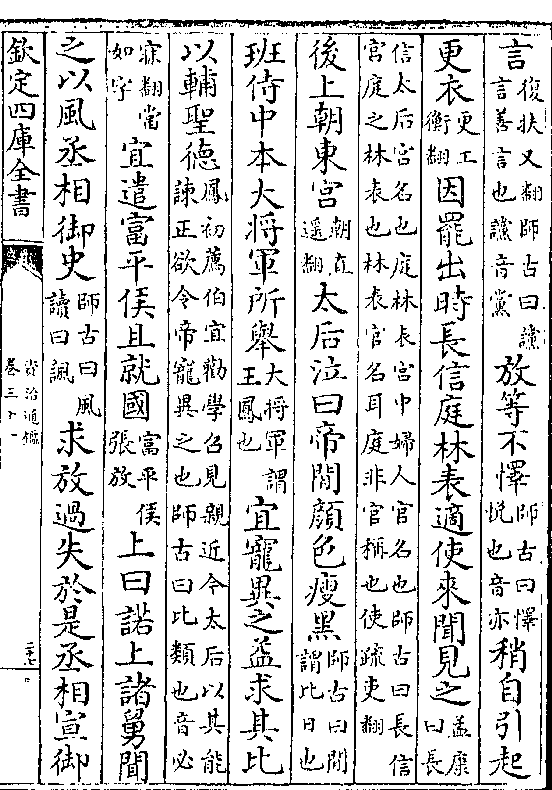 言復扶又翻師古曰讜言善言也讜音黨放等不懌師古曰懌恱也音亦稍自引起
更衣更工衡翻因罷出時長信庭林表適使來聞見之孟康曰長
信太后宮名也庭林表宮中婦人官名也師古曰長信宮庭之林表也林表官名耳庭非官稱也使疏吏翻
後上朝東宮朝直遥翻太后泣曰帝間顔色瘦黑師古曰間謂比日也
班侍中本大將軍所舉大將軍謂王鳳也宜寵異之益求其比
以輔聖德鳳初薦伯宜勸學召見親近今太后以其能諫正欲令帝寵異之也師古曰比類也音必
寐翻當如字宜遣富平侯且就國富平侯張放上曰諾上諸舅聞
之以風丞相御史師古曰風讀曰諷求放過失於是丞相宣御
欽定四庫全書
資治通鑑
卷三十一
二十七